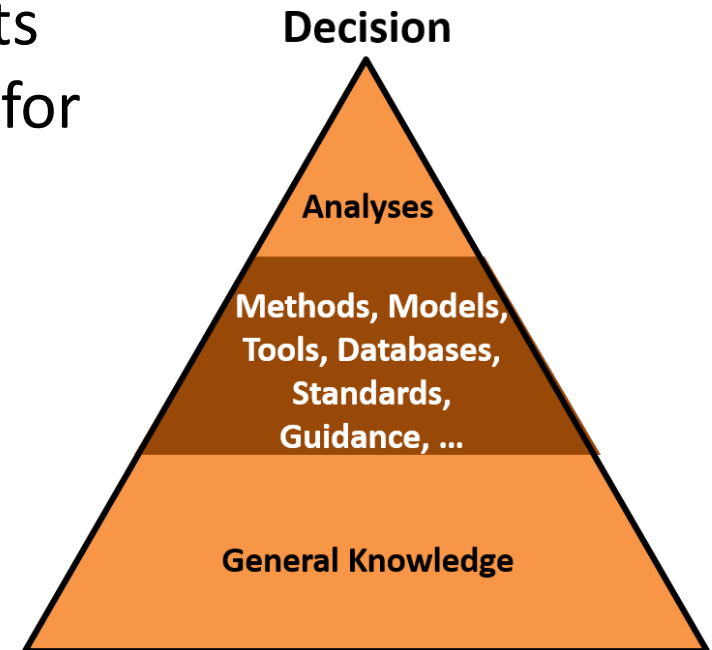 ts
for
Decision
Analyses
Methods, Models,
Tools, Databases,
Standards,
Guidance, ...
General Knowledge